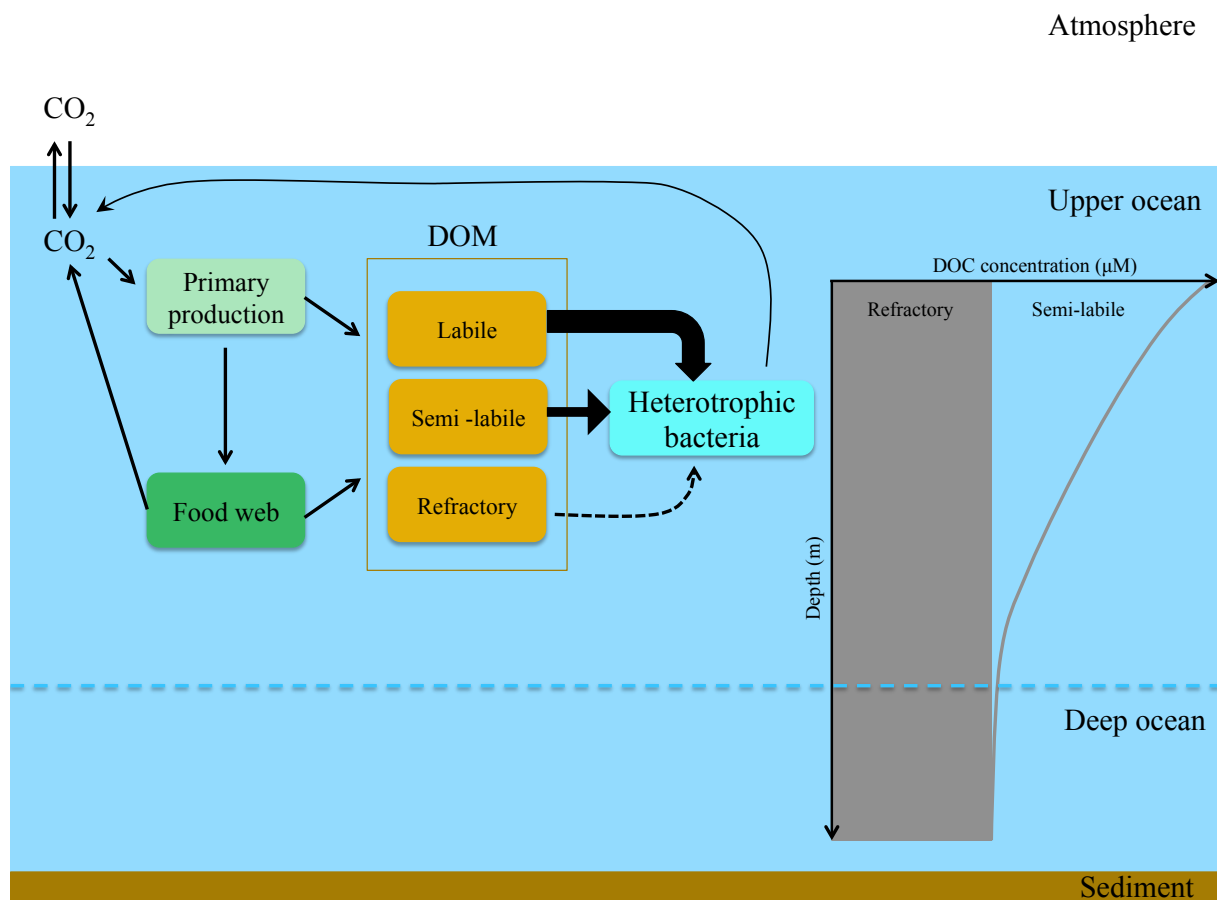 Atmosphere
CO₂
Upper ocean
CO₂
DOM
DOC concentration (µM)
Primary
production
Refractory
Semi-labile
Labile
Heterotrophic
bacteria
Semi -labile
Refractory
Food web
Depth (m)
Deep ocean
Sediment